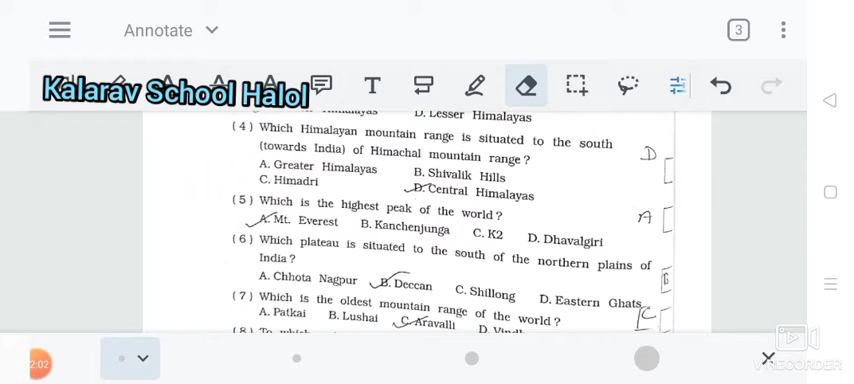 Annotate
3
Kalarav School Halol
T
D. Lesser Himalayas
(4) Which Himalayan mountain range is situated to the south
(towards India) of Himachal mountain range ?
D
A. Greater Himalayas B. Shivalik Hills
C. Himadri D. Central Himalayas
(5) Which is the highest peak of the world ?
A
A. Mt. Everest B. Kanchenjunga C. K2 D. Dhavalgiri
(6) Which plateau is situated to the south of the northern plains of
India ?
B
A. Chhota Nagpur B. Deccan C. Shillong D. Eastern Ghats
(7) Which is the oldest mountain range of the world ?
C
A. Patkai B. Lushai C. Aravalli D.
(8) To which
2:02
V RECORDER